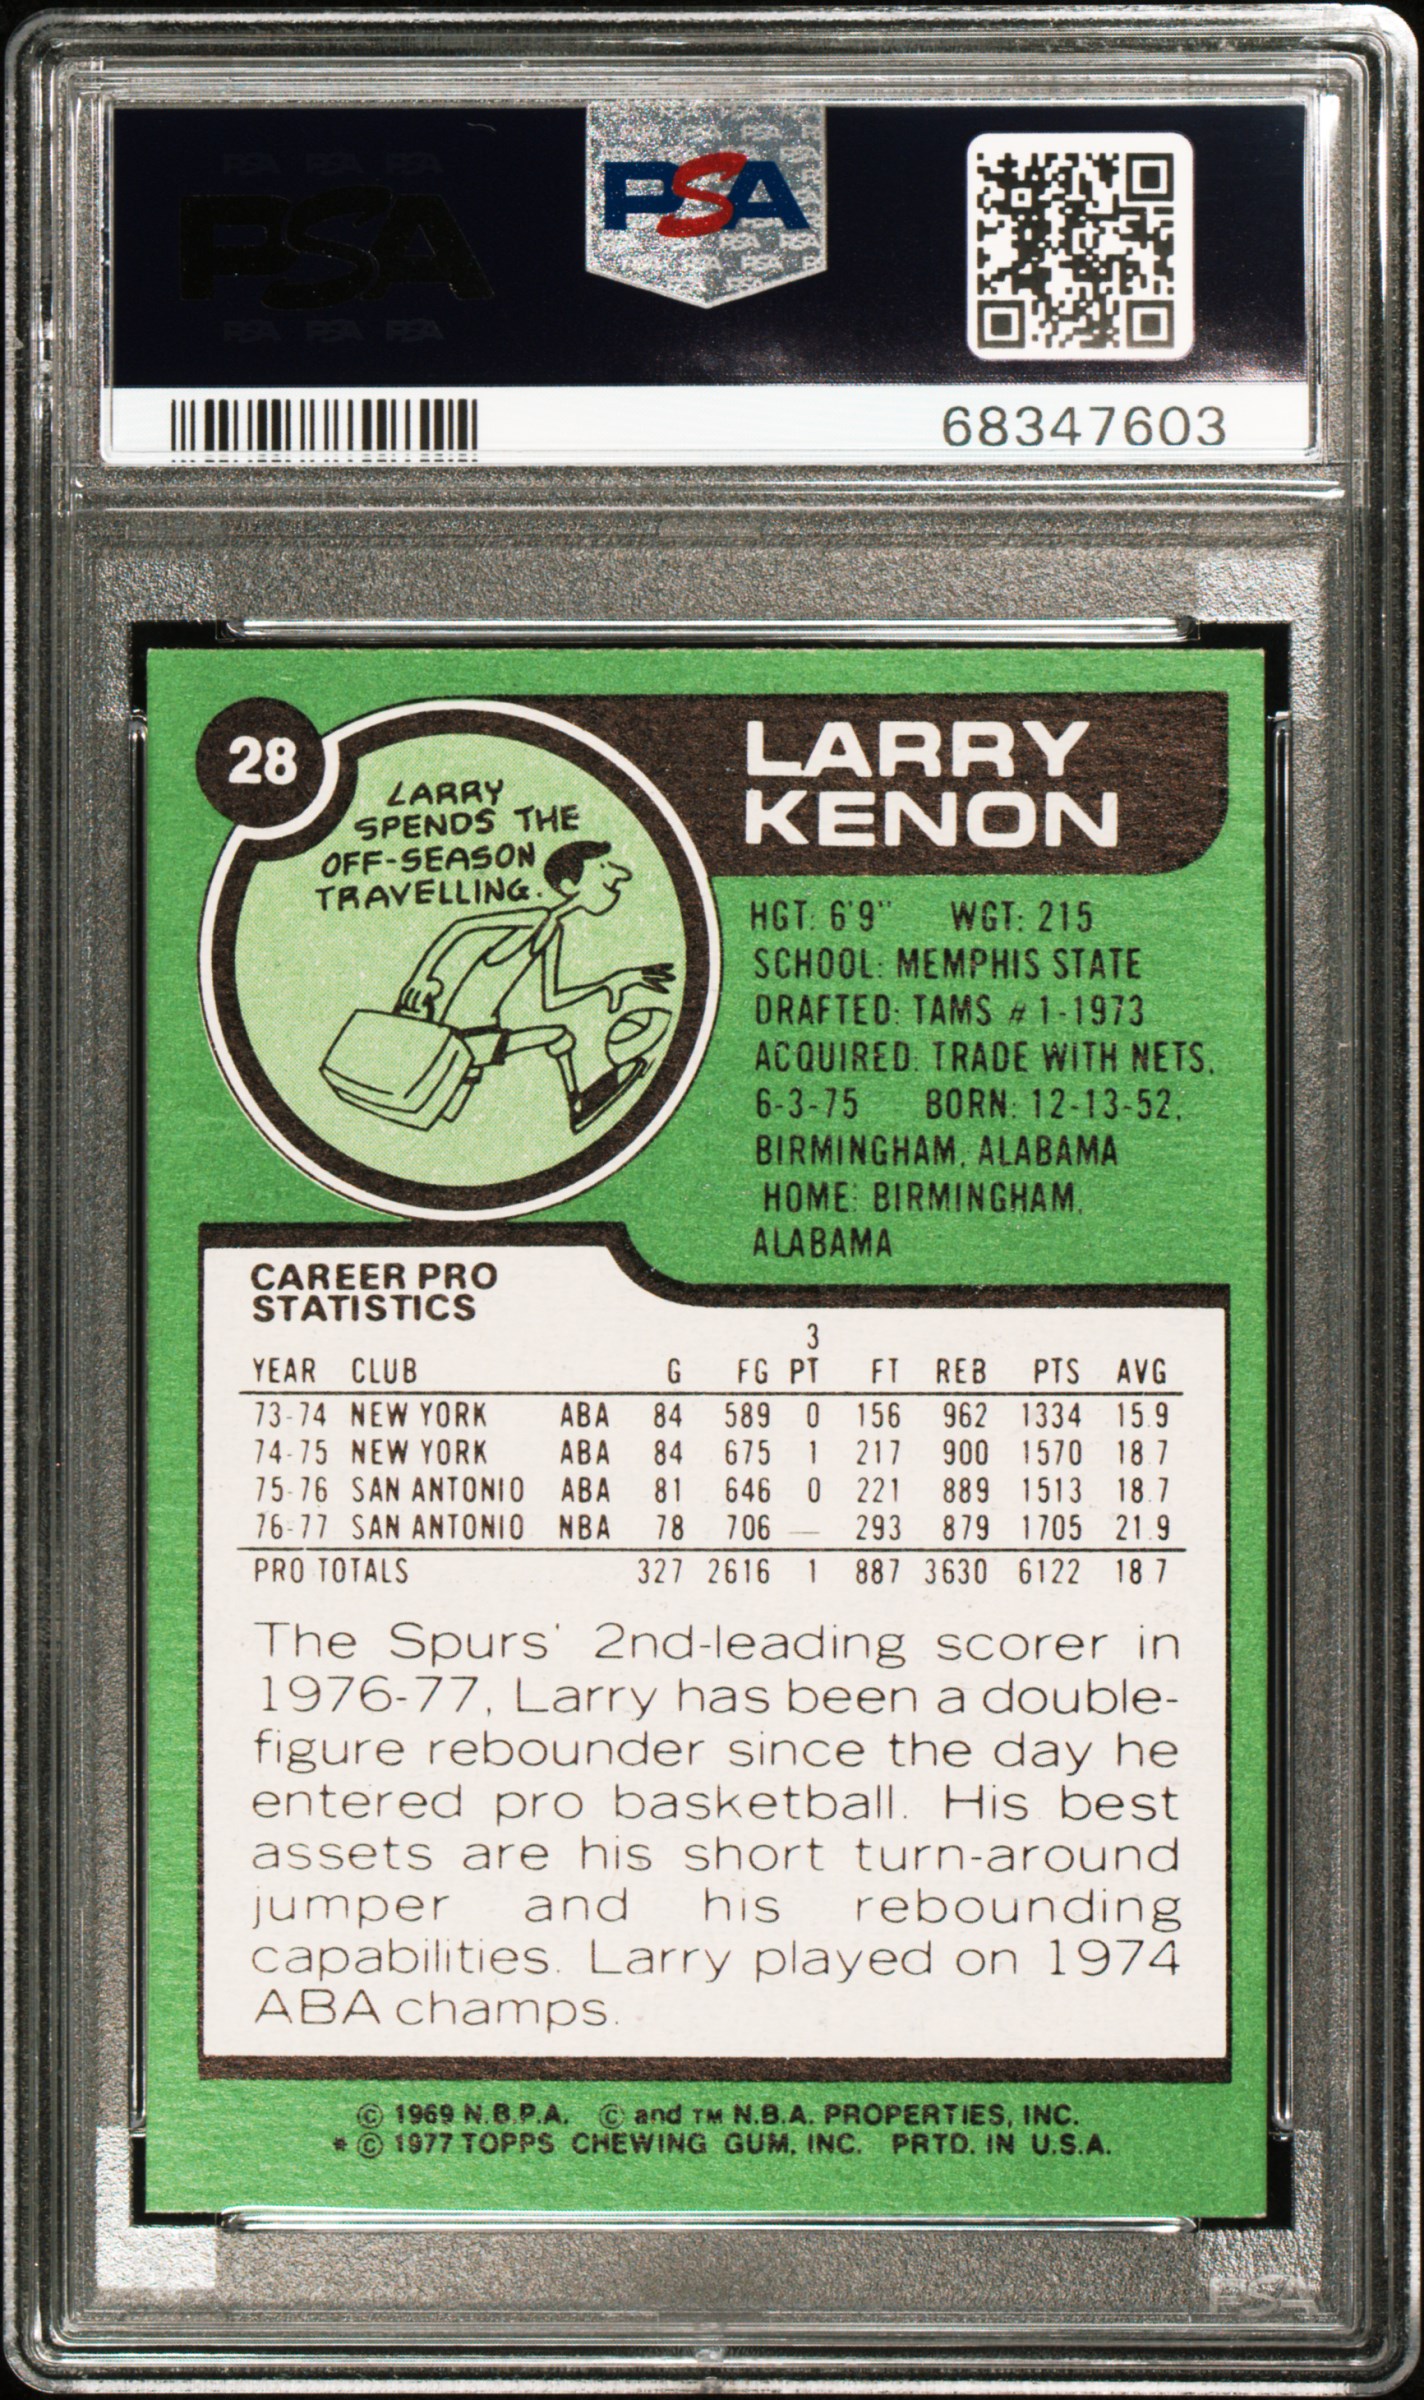 PSA PSA PSA
PSA
PSA PSA PSA
PSA
68347603
28
LARRY
SPENDS THE
OFF-SEASON
TRAVELLING.
LARRY
KENON
HGT: 6'9" WGT: 215
SCHOOL: MEMPHIS STATE
DRAFTED: TAMS #1-1973
ACQUIRED: TRADE WITH NETS,
6-3-75 BORN: 12-13-52,
BIRMINGHAM, ALABAMA
HOME: BIRMINGHAM,
ALABAMA
CAREER PRO
STATISTICS
3
YEAR CLUB G FG PT FT REB PTS AVG
73-74 NEW YORK ABA 84 589 0 156 962 1334 15.9
74-75 NEW YORK ABA 84 675 1 217 900 1570 18.7
75-76 SAN ANTONIO ABA 81 646 0 221 889 1513 18.7
76-77 SAN ANTONIO NBA 78 706 — 293 879 1705 21.9
PRO TOTALS 327 2616 1 887 3630 6122 18.7
The Spurs' 2nd-leading scorer in
1976-77, Larry has been a double-
figure rebounder since the day he
entered pro basketball. His best
assets are his short turn-around
jumper and his rebounding
capabilities. Larry played on 1974
ABA champs.
© 1969 N.B.P.A. © and TM N.B.A. PROPERTIES, INC.
* © 1977 TOPPS CHEWING GUM, INC. PRTD. IN U.S.A.
PSA